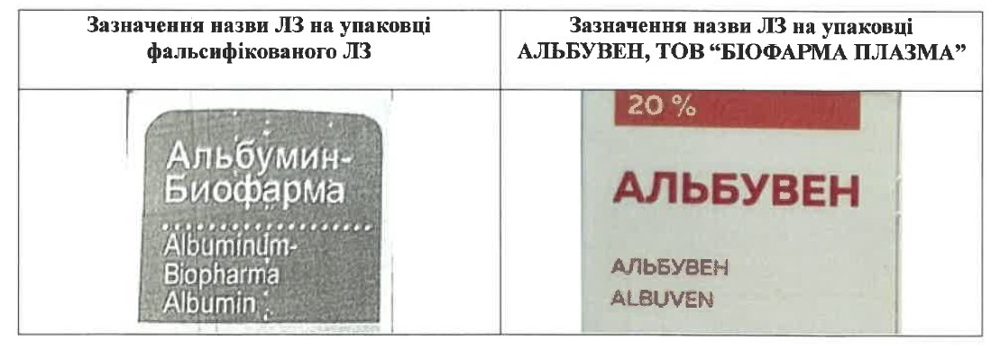 Зазначення назви ЛЗ на упаковці
фальсифікованого ЛЗ
Зазначення назви ЛЗ на упаковці
АЛЬБУВЕН, ТОВ “БІОФАРМА ПЛАЗМА”
Альбумин-
Биофарма
Albuminum-
Biopharma
Albumin
20 %
АЛЬБУВЕН
АЛЬБУВЕН
ALBUVEN